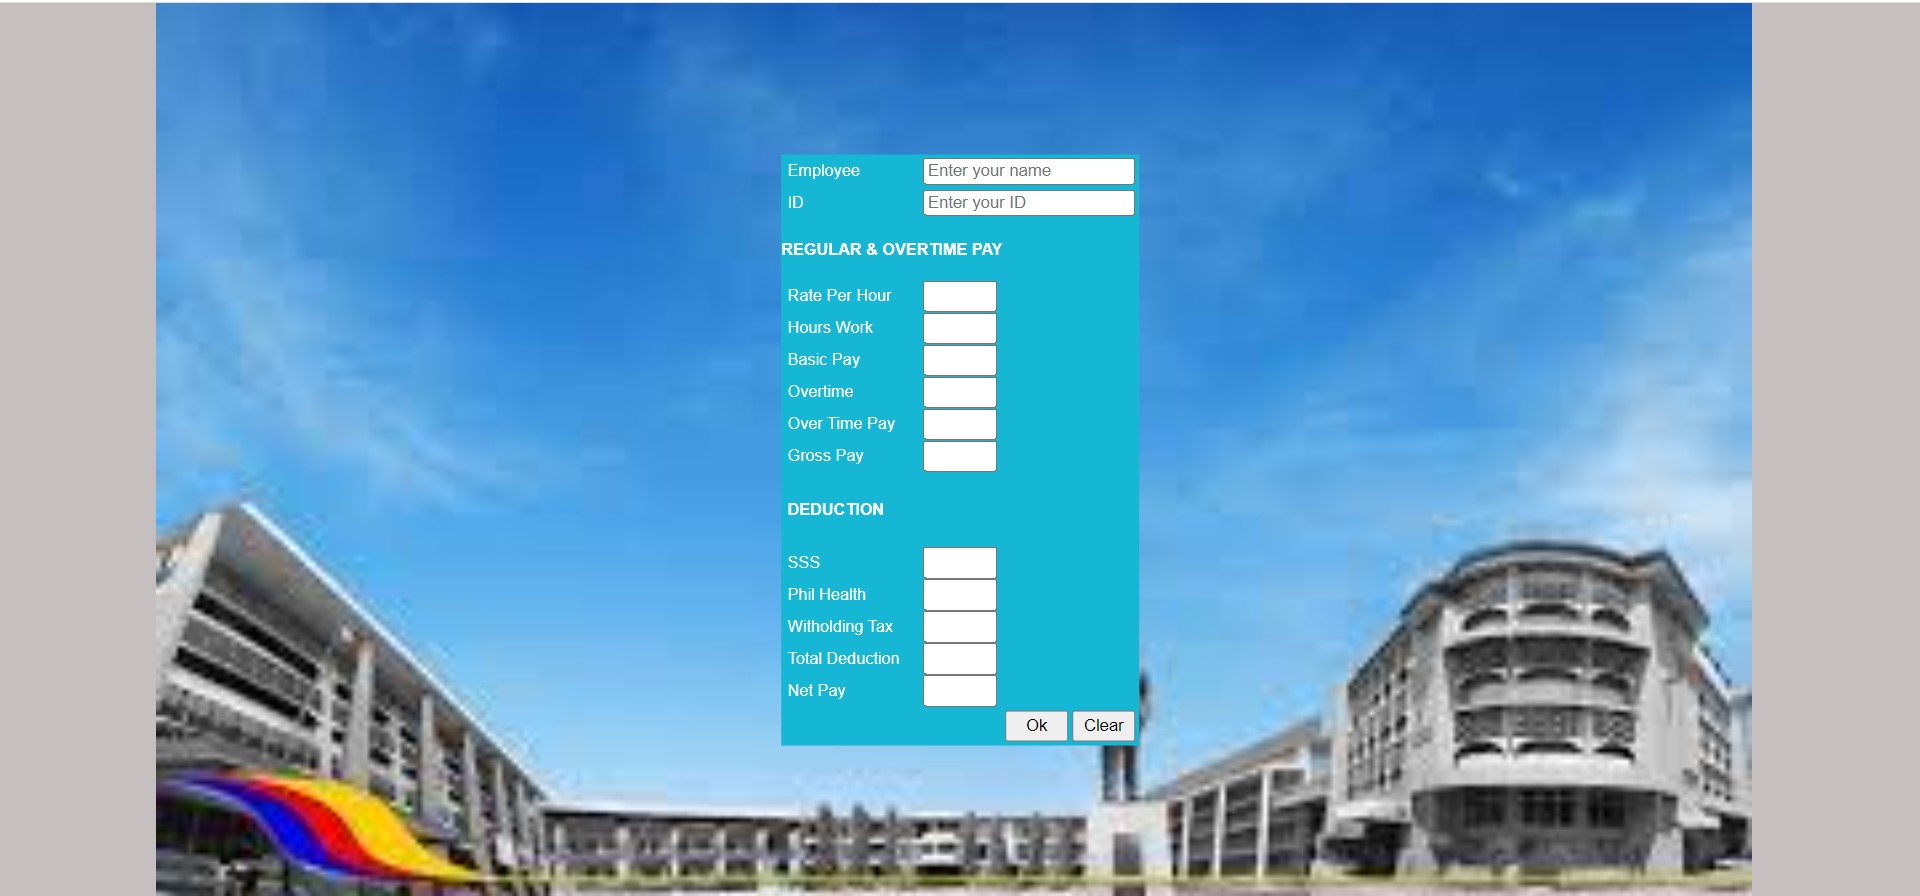 Employee Enter your name
ID Enter your ID
REGULAR & OVERTIME PAY
Rate Per Hour
Hours Work
Basic Pay
Overtime
Over Time Pay
Gross Pay
DEDUCTION
SSS
Phil Health
Witholding Tax
Total Deduction
Net Pay
Ok Clear